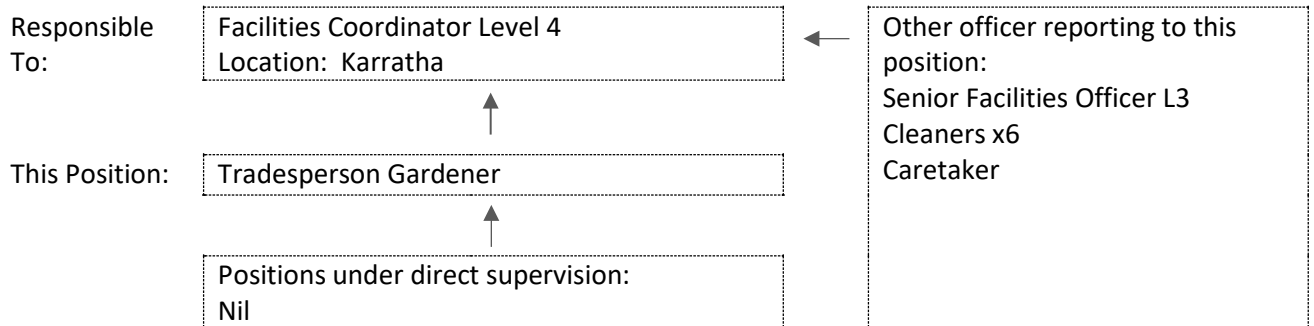 Responsible
To:
Facilities Coordinator Level 4
Location: Karratha
Other officer reporting to this
position:
Senior Facilities Officer L3
Cleaners x6
Caretaker
This Position:
Tradesperson Gardener
Positions under direct supervision:
Nil